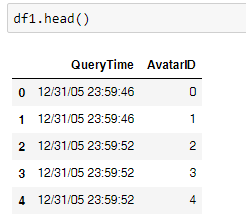 df1.head()
QueryTime AvatarID
0 12/31/05 23:59:46 0
1 12/31/05 23:59:46 1
2 12/31/05 23:59:52 2
3 12/31/05 23:59:52 3
4 12/31/05 23:59:52 4